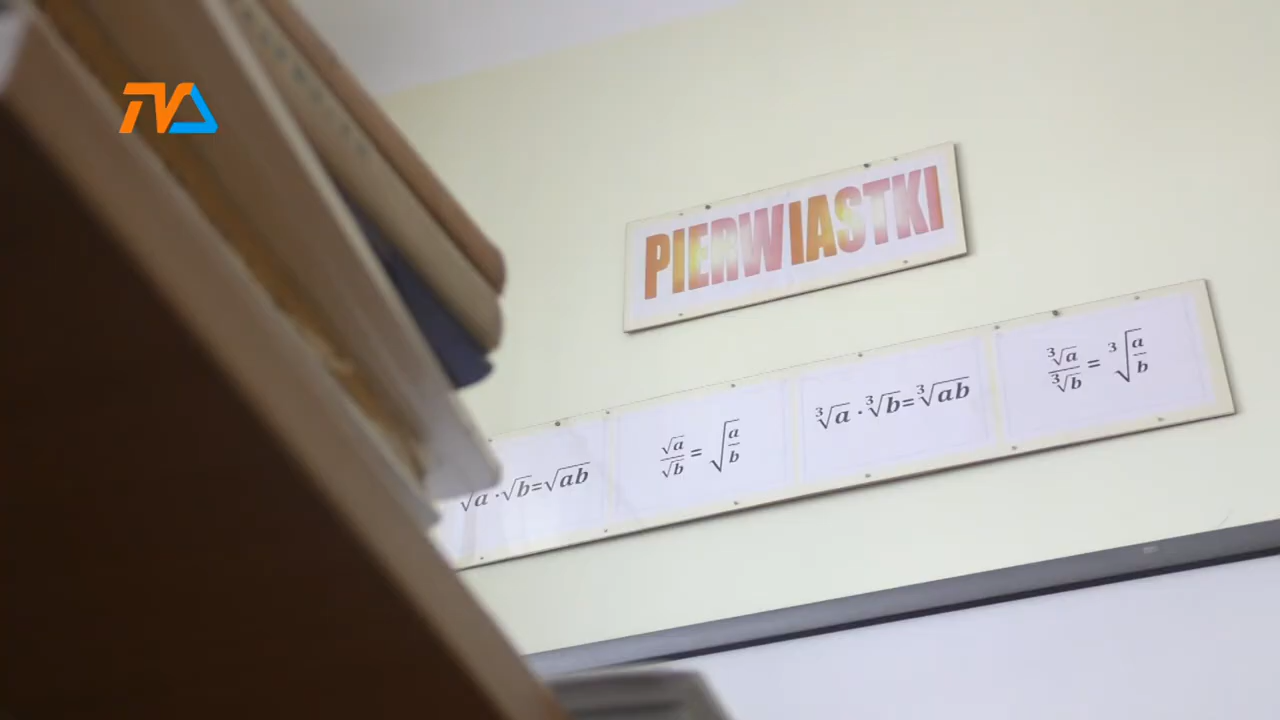 TVA
PIERWIASTKI
√a · √b=√ab
√a/√b = √(a/b)
∛a · ∛b=∛ab
∛a/∛b = ∛(a/b)